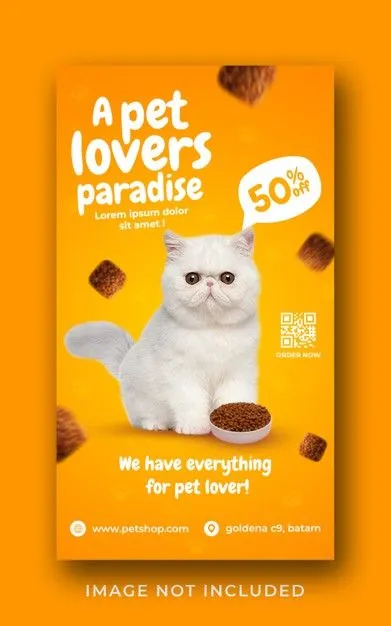 A pet
lovers
paradise
Lorem ipsum dolor
sit amet !
50% off
ORDER NOW
We have everything
for pet lover!
www.petshop.com
goldena c9, batam
IMAGE NOT INCLUDED